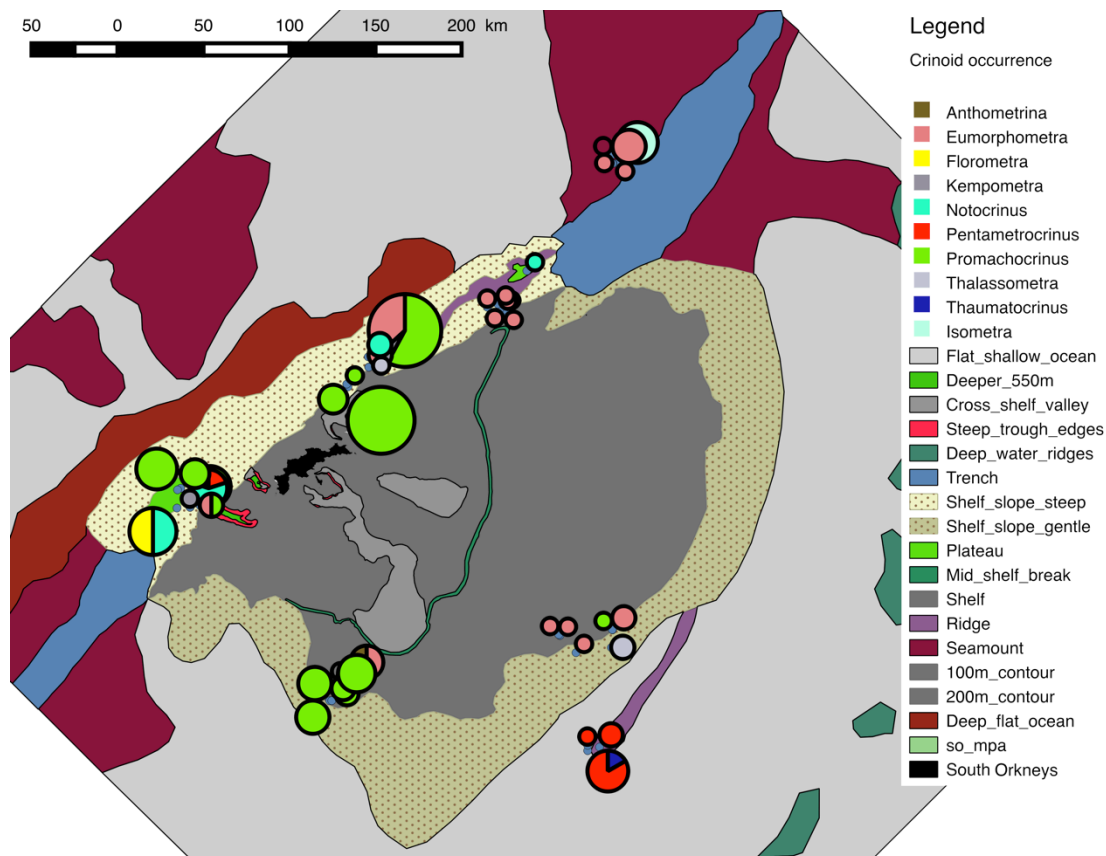 50 0 50 100 150 200 km
Legend
Crinoid occurrence
Anthometrina
Eumorphometra
Florometra
Kempometra
Notocrinus
Pentametrocrinus
Promachocrinus
Thalassometra
Thaumatocrinus
Isometra
Flat_shallow_ocean
Deeper_550m
Cross_shelf_valley
Steep_trough_edges
Deep_water_ridges
Trench
Shelf_slope_steep
Shelf_slope_gentle
Plateau
Mid_shelf_break
Shelf
Ridge
Seamount
100m_contour
200m_contour
Deep_flat_ocean
so_mpa
South Orkneys